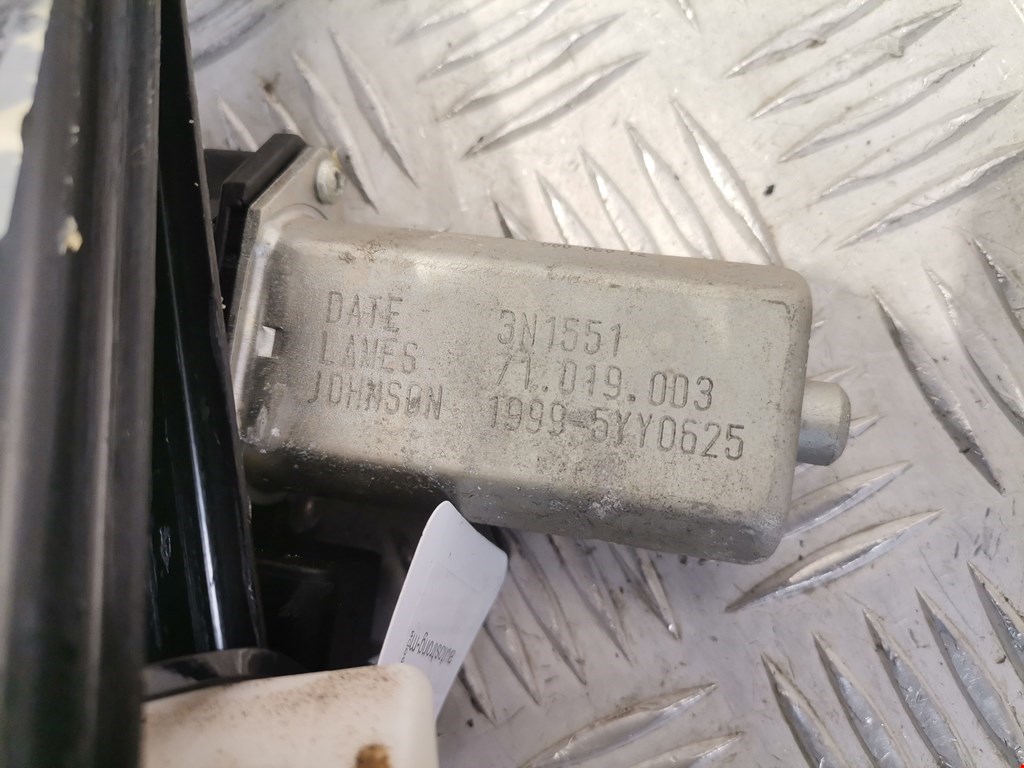 DATE 3N1551
LAMES 71.019.003
JOHNSON 1999-5YY0625